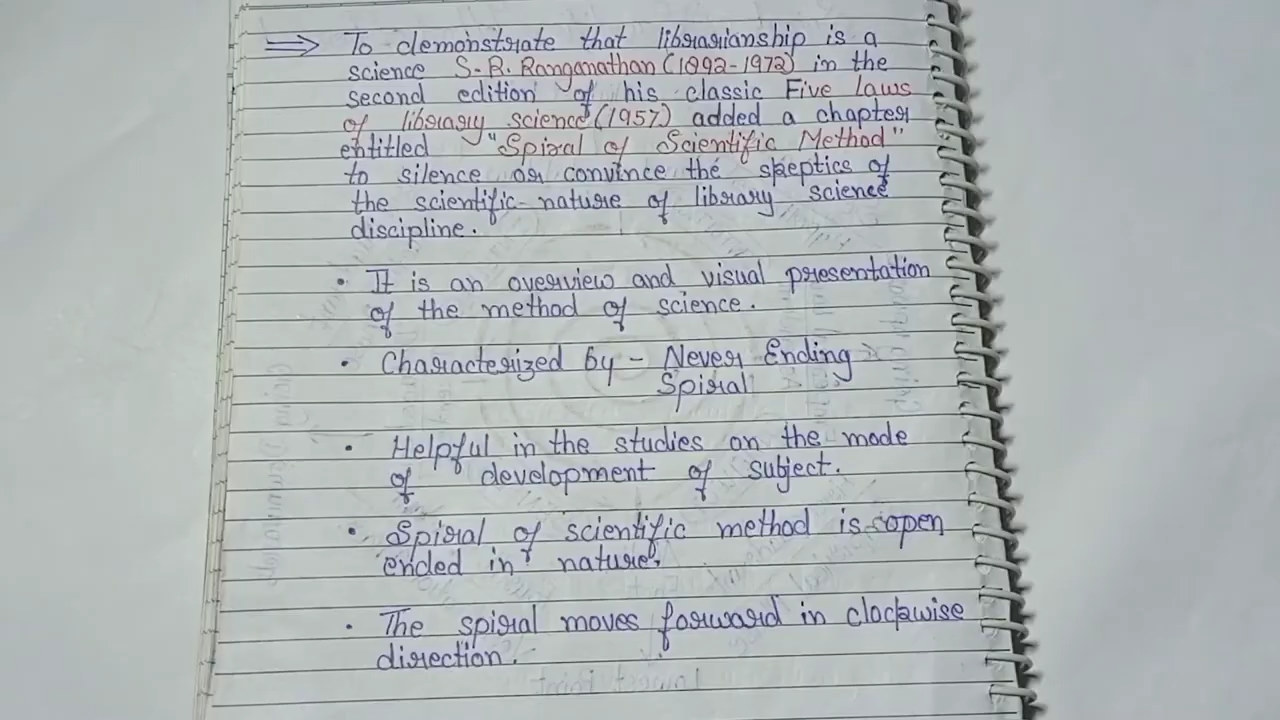 ⇒ To demonstrate that librarianship is a
science S. R. Ranganathan (1892-1972) in the
second edition of his classic Five laws
of library science (1957) added a chapter
entitled "Spiral of Scientific Method"
to silence or convince the skeptics of
the scientific nature of library science
discipline.
• It is an overview and visual presentation
of the method of science.
• Characterized by - Never Ending
Spiral
• Helpful in the studies on the mode
of development of subject.
• Spiral of scientific method is open
ended in nature.
• The spiral moves forward in clockwise
direction.